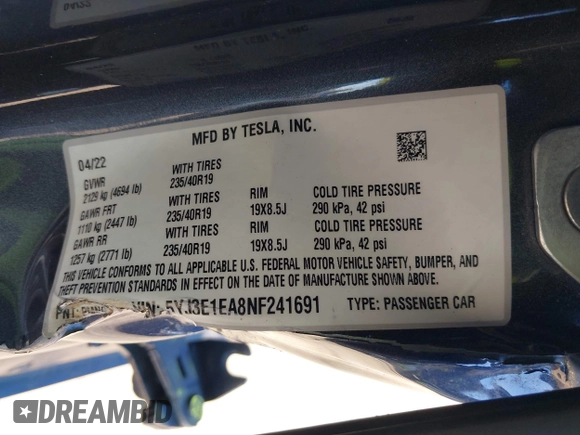 MFD BY TESLA, INC.
04/22
GVWR WITH TIRES
2129 kg (4694 lb) 235/40R19 RIM COLD TIRE PRESSURE
GAWR FRT WITH TIRES
1110 kg (2447 lb) 235/40R19 19X8.5J 290 kPa, 42 psi
GAWR RR WITH TIRES
1257 kg (2771 lb) 235/40R19 19X8.5J 290 kPa, 42 psi
THIS VEHICLE CONFORMS TO ALL APPLICABLE U.S. FEDERAL MOTOR VEHICLE SAFETY, BUMPER, AND
THEFT PREVENTION STANDARDS IN EFFECT ON THE DATE OF MANUFACTURE SHOWN ABOVE.
PNT: VIN: 5YJ3E1EA8NF241691 TYPE: PASSENGER CAR
DREAMBID